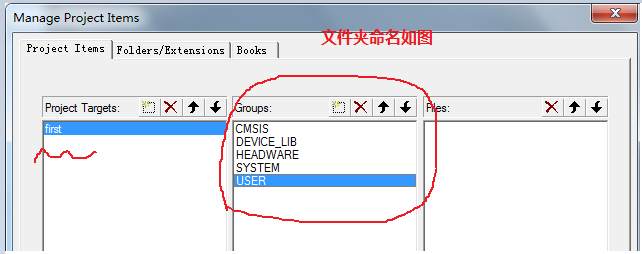 Manage Project Items
Project Items Folders/Extensions Books
文件夹命名如图
Project Targets: Groups: Files:
first
CMSIS
DEVICE_LIB
HEADWARE
SYSTEM
USER